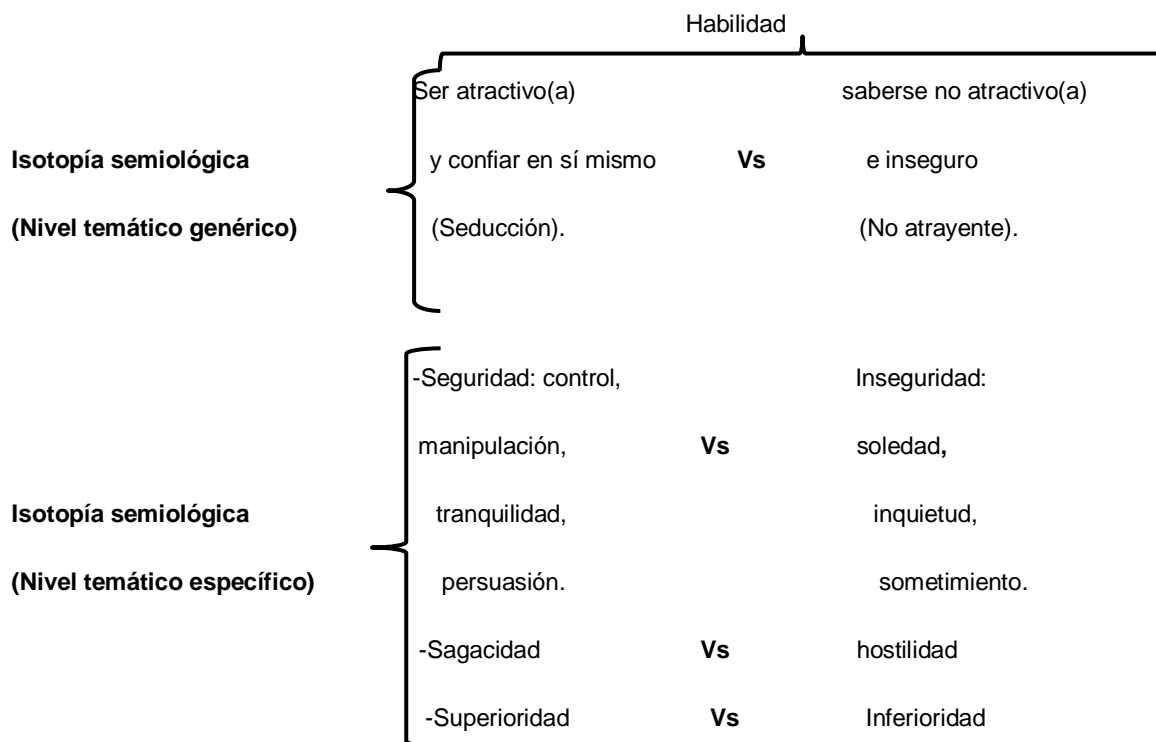 Habilidad
Ser atractivo(a) saberse no atractivo(a)
Isotopía semiológica y confiar en sí mismo Vs e inseguro
(Nivel temático genérico) (Seducción). (No atrayente).
-Seguridad: control, Inseguridad:
manipulación, Vs soledad,
Isotopía semiológica tranquilidad, inquietud,
(Nivel temático específico) persuasión. sometimiento.
-Sagacidad Vs hostilidad
-Superioridad Vs Inferioridad